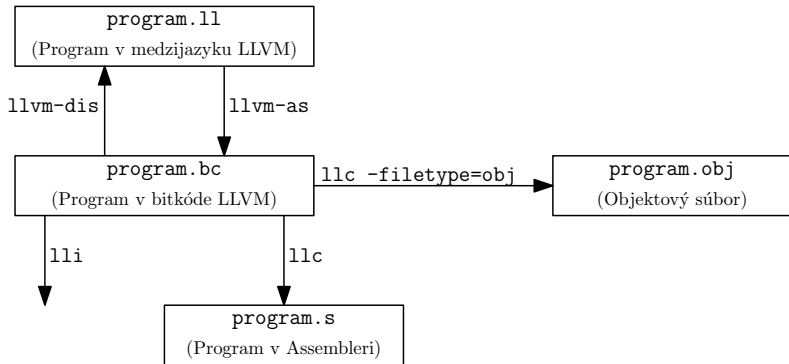 program.ll
(Program v medzijazyku LLVM)
llvm-dis
llvm-as
program.bc
(Program v bitkóde LLVM)
llc -filetype=obj
program.obj
(Objektový súbor)
lli
llc
program.s
(Program v Assembleri)